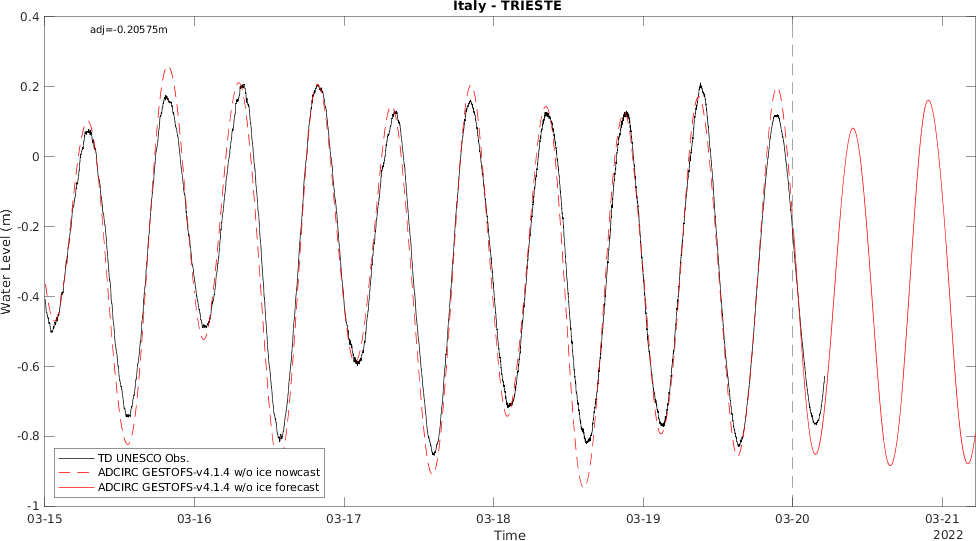 Italy - TRIESTE
adj=-0.20575m
0.4
0.2
0
-0.2
-0.4
-0.6
-0.8
-1
Water Level (m)
TD UNESCO Obs.
ADCIRC GESTOFS-v4.1.4 w/o ice nowcast
ADCIRC GESTOFS-v4.1.4 w/o ice forecast
03-15 03-16 03-17 03-18 03-19 03-20 03-21
Time
2022